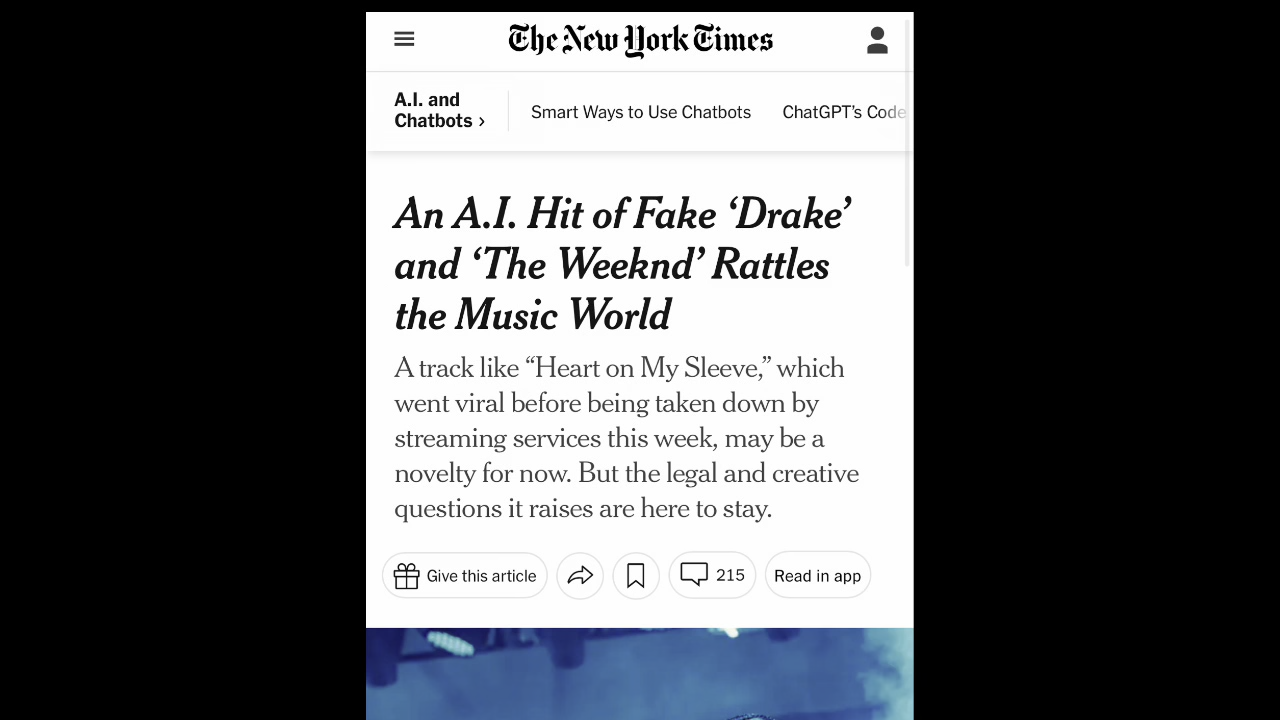 The New York Times
A.I. and
Chatbots ›
Smart Ways to Use Chatbots
ChatGPT's Code
An A.I. Hit of Fake ‘Drake’
and ‘The Weeknd’ Rattles
the Music World
A track like “Heart on My Sleeve,” which
went viral before being taken down by
streaming services this week, may be a
novelty for now. But the legal and creative
questions it raises are here to stay.
Give this article
215
Read in app